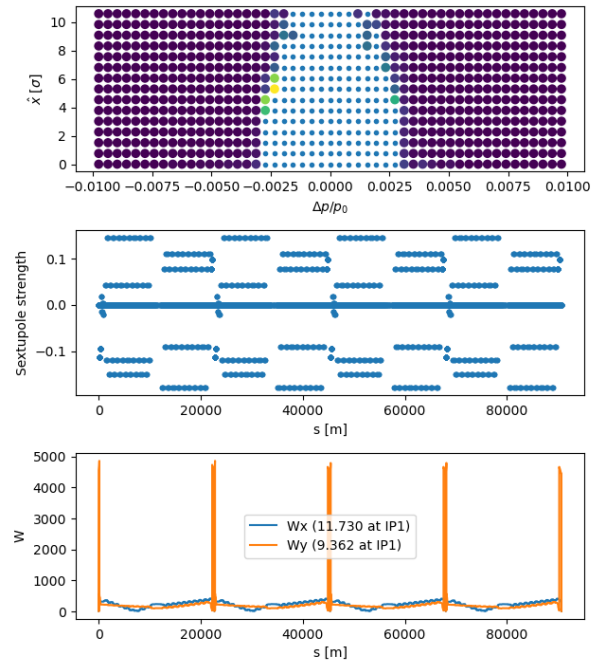 10
8
6
4
2
0
x̂ [σ]
−0.0100 −0.0075 −0.0050 −0.0025 0.0000 0.0025 0.0050 0.0075 0.0100
Δp/p₀
0.1
0.0
−0.1
Sextupole strength
0 20000 40000 60000 80000
s [m]
5000
4000
3000
2000
1000
0
W
Wx (11.730 at IP1)
Wy (9.362 at IP1)
0 20000 40000 60000 80000
s [m]